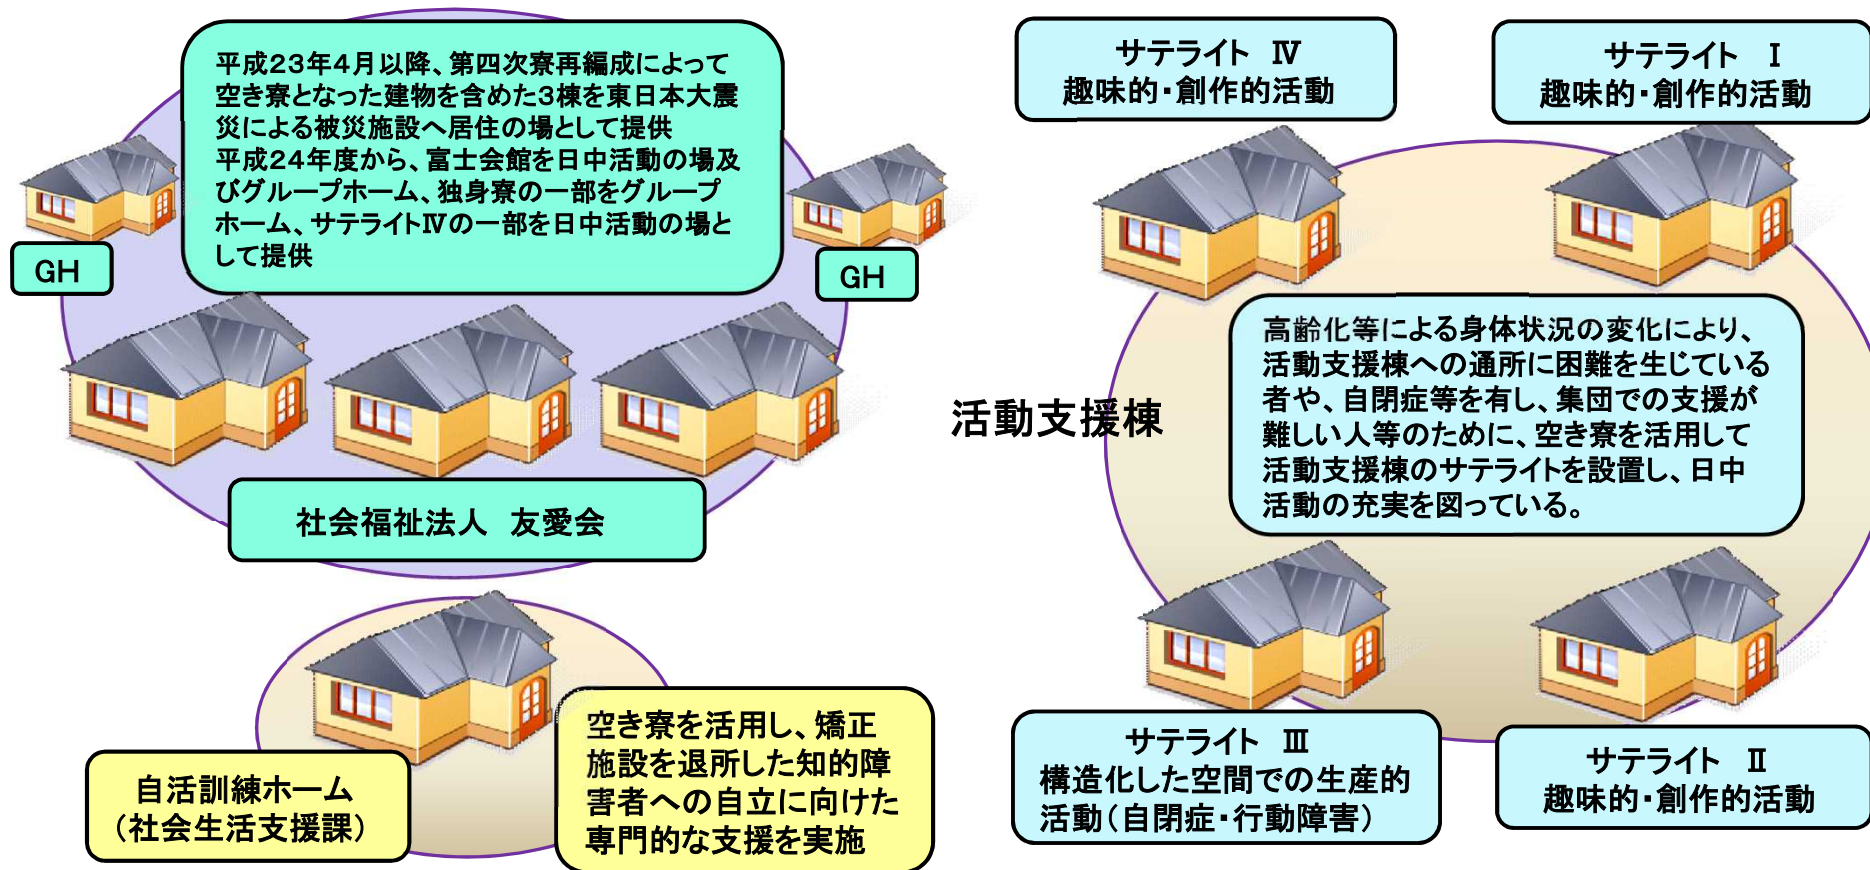 平成23年4月以降、第四次寮再編成によって
空き寮となった建物を含めた3棟を東日本大震
災による被災施設へ居住の場として提供
平成24年度から、富士会館を日中活動の場及
びグループホーム、独身寮の一部をグループ
ホーム、サテライトⅣの一部を日中活動の場と
して提供
GH
GH
社会福祉法人 友愛会
自活訓練ホーム
（社会生活支援課）
空き寮を活用し、矯正
施設を退所した知的障
害者への自立に向けた
専門的な支援を実施
活動支援棟
サテライト Ⅳ
趣味的・創作的活動
サテライト Ⅰ
趣味的・創作的活動
高齢化等による身体状況の変化により、
活動支援棟への通所に困難を生じている
者や、自閉症等を有し、集団での支援が
難しい人等のために、空き寮を活用して
活動支援棟のサテライトを設置し、日中
活動の充実を図っている。
サテライト Ⅲ
構造化した空間での生産的
活動（自閉症・行動障害）
サテライト Ⅱ
趣味的・創作的活動